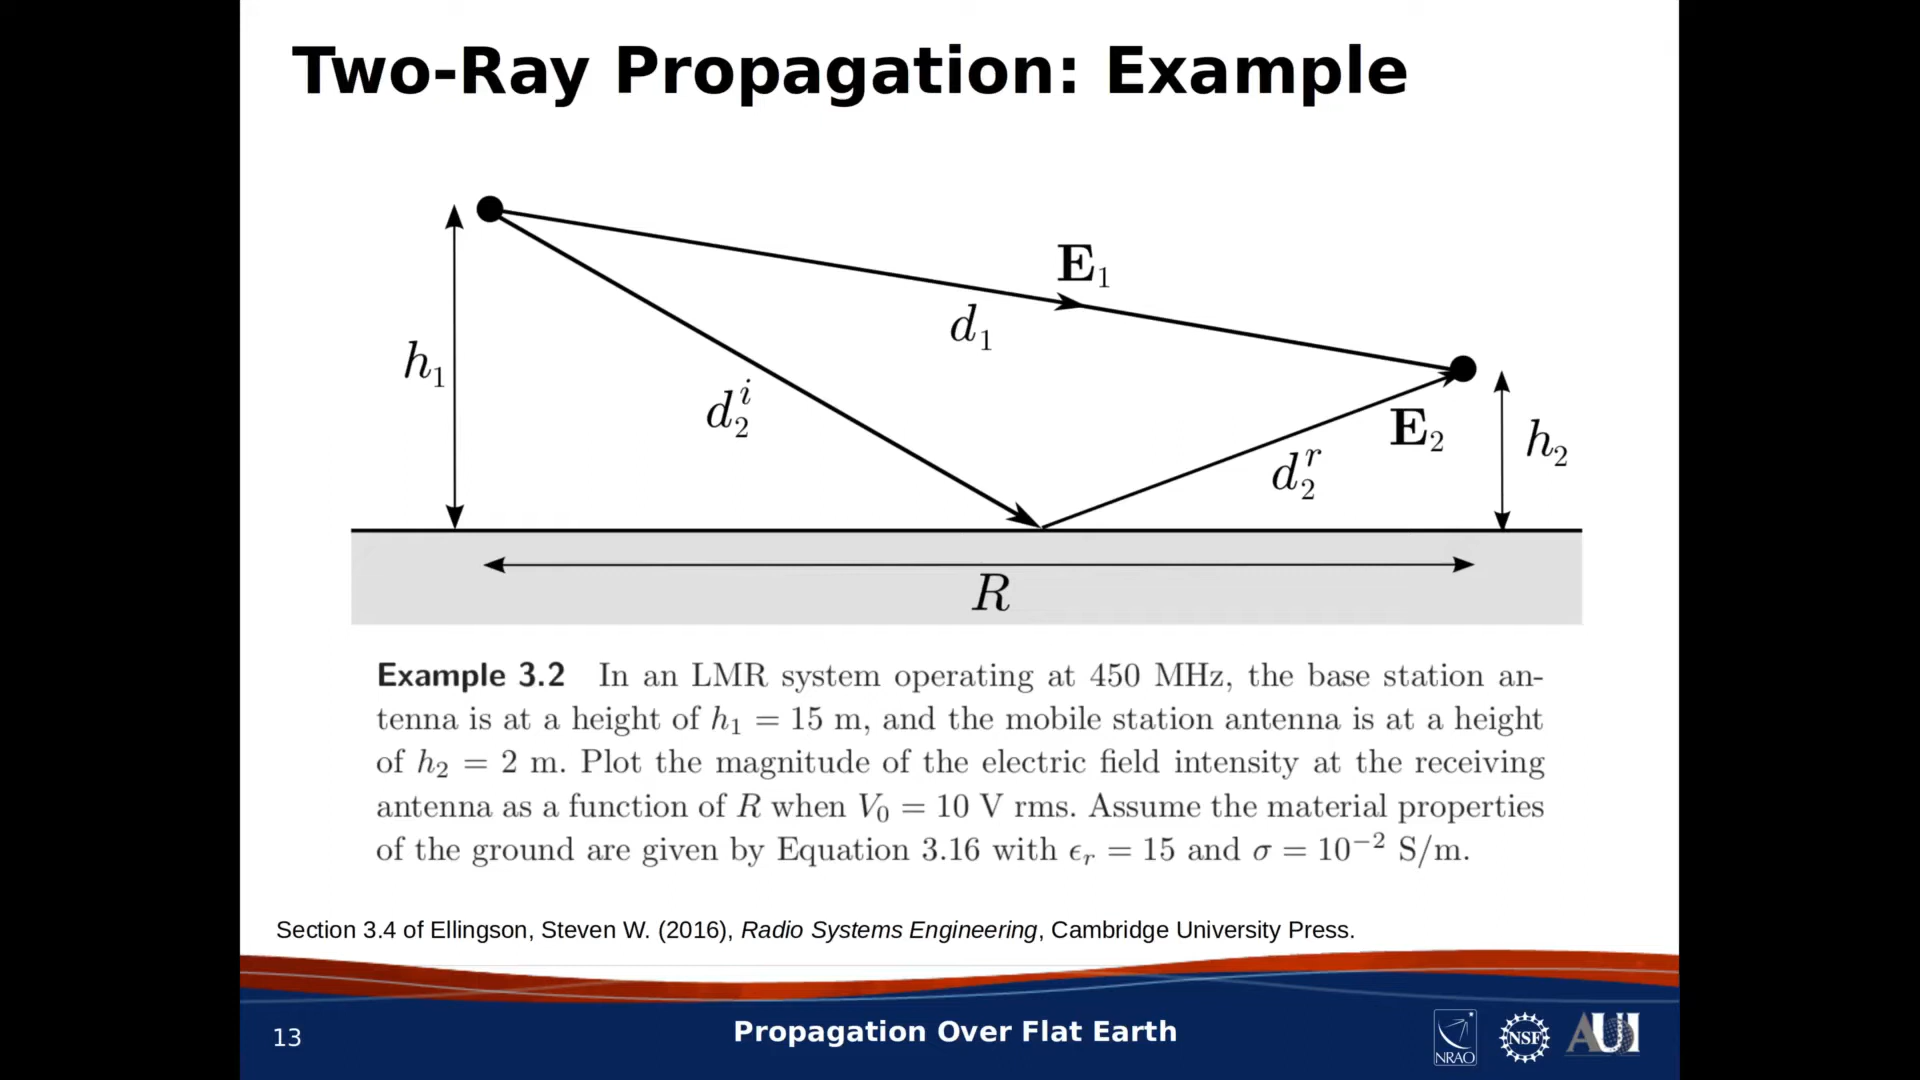 Two-Ray Propagation: Example
E₁
d₁
h₁
d₂ⁱ
E₂
h₂
d₂ʳ
R
Example 3.2 In an LMR system operating at 450 MHz, the base station an-
tenna is at a height of h₁ = 15 m, and the mobile station antenna is at a height
of h₂ = 2 m. Plot the magnitude of the electric field intensity at the receiving
antenna as a function of R when V₀ = 10 V rms. Assume the material properties
of the ground are given by Equation 3.16 with ϵᵣ = 15 and σ = 10⁻² S/m.
Section 3.4 of Ellingson, Steven W. (2016), Radio Systems Engineering, Cambridge University Press.
13
Propagation Over Flat Earth
NRAO
NSF
AUI